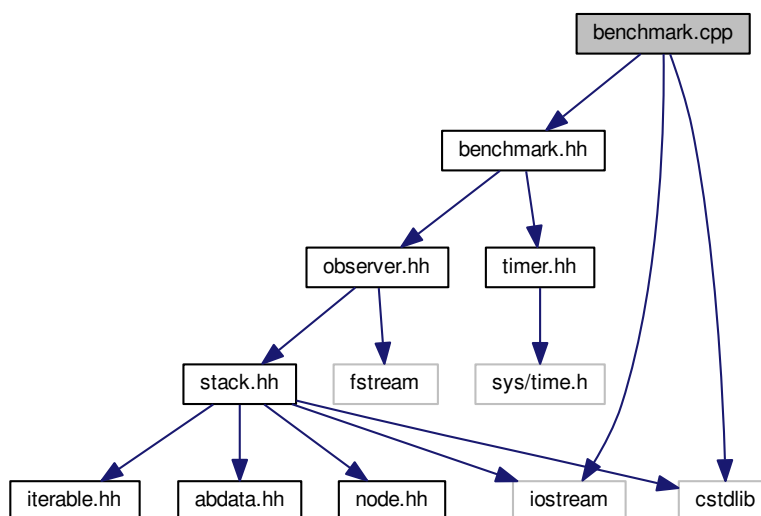 benchmark.cpp
benchmark.hh
observer.hh
timer.hh
stack.hh
fstream
sys/time.h
iterable.hh
abdata.hh
node.hh
iostream
cstdlib